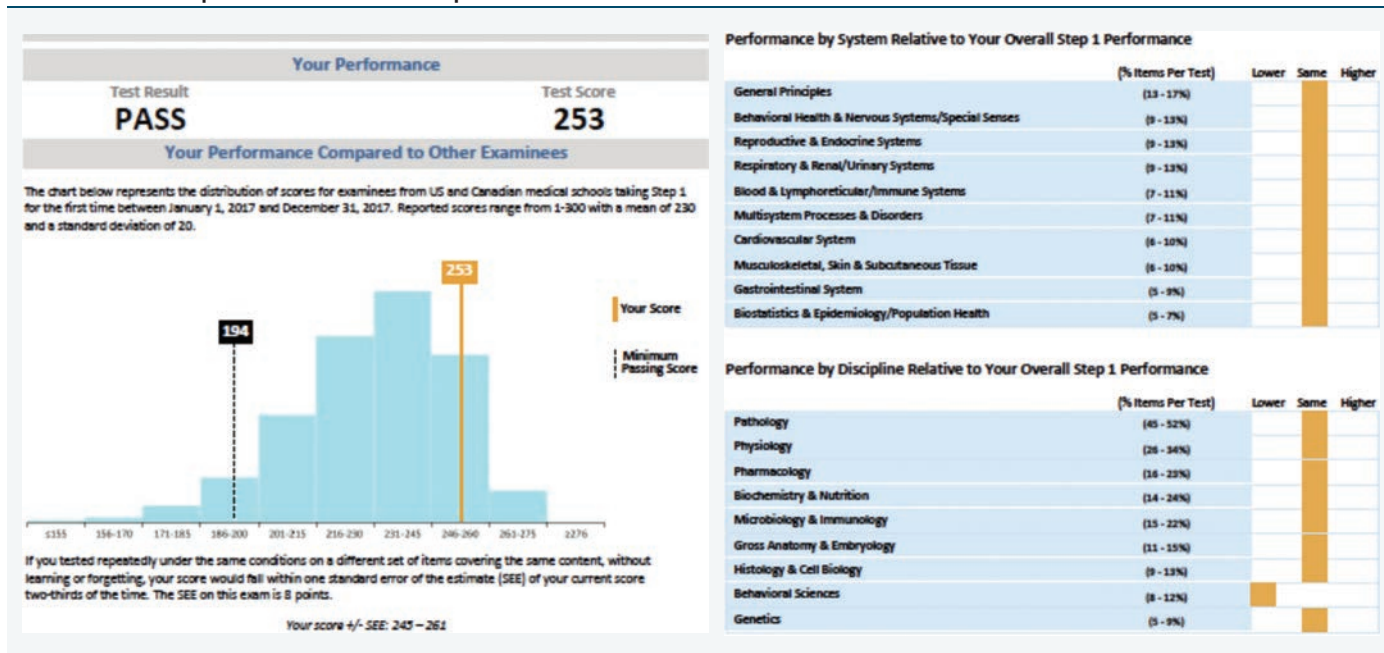 Your Performance
Test Result Test Score
PASS 253
Your Performance Compared to Other Examinees
The chart below represents the distribution of scores for examinees from US and Canadian medical schools taking Step 1
for the first time between January 1, 2017 and December 31, 2017. Reported scores range from 1-300 with a mean of 230
and a standard deviation of 20.
253
194
Your Score
Minimum
Passing Score
≤155 156-170 171-185 186-200 201-215 216-230 231-245 246-260 261-275 ≥276
If you tested repeatedly under the same conditions on a different set of items covering the same content, without
learning or forgetting, your score would fall within one standard error of the estimate (SEE) of your current score
two-thirds of the time. The SEE on this exam is 8 points.
Your score +/- SEE: 245 – 261
Performance by System Relative to Your Overall Step 1 Performance
(% Items Per Test) Lower Same Higher
General Principles (13 - 17%)
Behavioral Health & Nervous Systems/Special Senses (9 - 13%)
Reproductive & Endocrine Systems (9 - 13%)
Respiratory & Renal/Urinary Systems (9 - 13%)
Blood & Lymphoreticular/Immune Systems (7 - 11%)
Multisystem Processes & Disorders (7 - 11%)
Cardiovascular System (6 - 10%)
Musculoskeletal, Skin & Subcutaneous Tissue (6 - 10%)
Gastrointestinal System (5 - 9%)
Biostatistics & Epidemiology/Population Health (5 - 7%)
Performance by Discipline Relative to Your Overall Step 1 Performance
(% Items Per Test) Lower Same Higher
Pathology (45 - 52%)
Physiology (26 - 34%)
Pharmacology (16 - 23%)
Biochemistry & Nutrition (14 - 24%)
Microbiology & Immunology (15 - 22%)
Gross Anatomy & Embryology (11 - 15%)
Histology & Cell Biology (9 - 13%)
Behavioral Sciences (8 - 12%)
Genetics (5 - 9%)